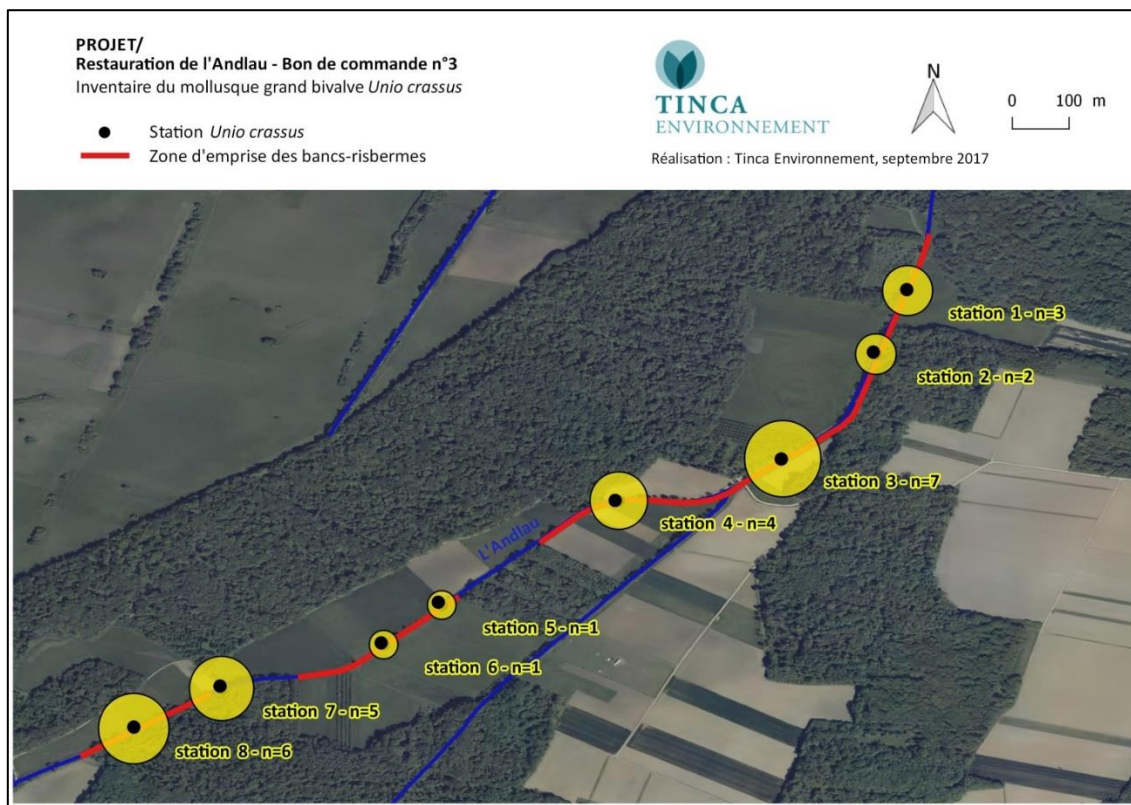 PROJET/
Restauration de l'Andlau - Bon de commande n°3
Inventaire du mollusque grand bivalve Unio crassus
Station Unio crassus
Zone d'emprise des bancs-risbermes
TINCA
ENVIRONNEMENT
Réalisation : Tinca Environnement, septembre 2017
N
0 100 m
station 1 - n=3
station 2 - n=2
station 3 - n=7
station 4 - n=4
L'Andlau
station 5 - n=1
station 6 - n=1
station 7 - n=5
station 8 - n=6